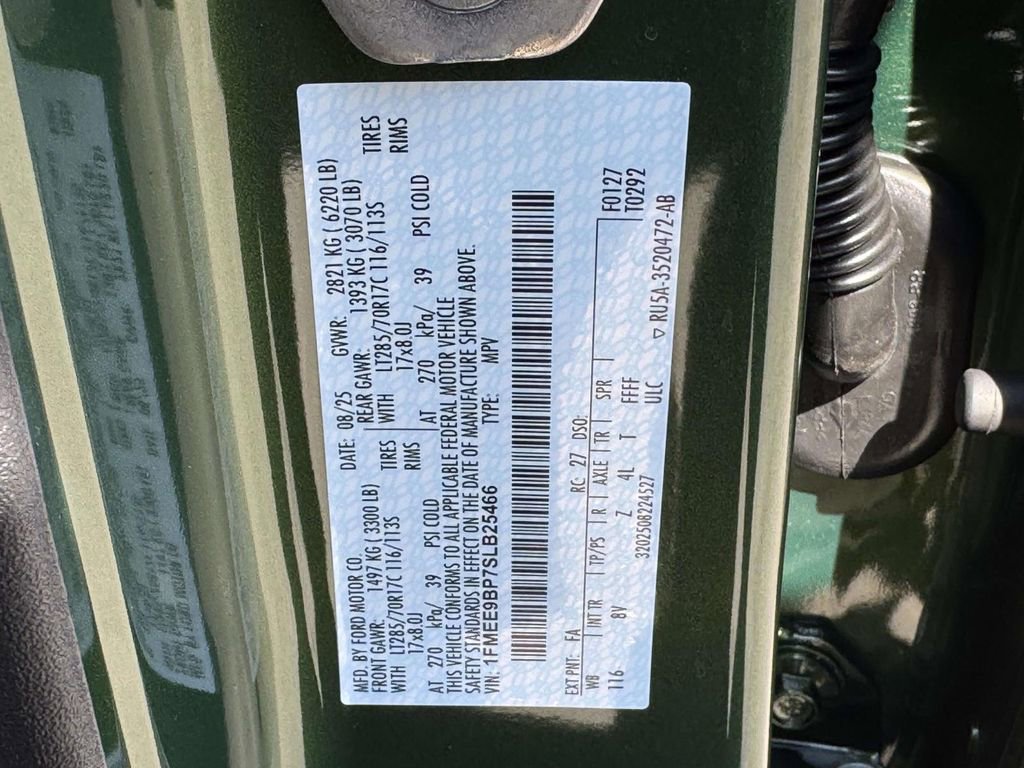 MFD. BY FORD MOTOR CO.
DATE: 08/25 GVWR: 2821 KG ( 6220 LB)
FRONT GAWR: 1497 KG ( 3300 LB) REAR GAWR: 1393 KG ( 3070 LB)
WITH LT285/70R17C 116/113S TIRES WITH LT285/70R17C 116/113S TIRES
17x8.0J RIMS 17x8.0J RIMS
AT 270 kPa/ 39 PSI COLD AT 270 kPa/ 39 PSI COLD
THIS VEHICLE CONFORMS TO ALL APPLICABLE FEDERAL MOTOR VEHICLE
SAFETY STANDARDS IN EFFECT ON THE DATE OF MANUFACTURE SHOWN ABOVE.
VIN: 1FMEE9BP7SLB25466 TYPE: MPV
EXT PNT: FA RC: 27 DSO: F0127
WB INT TR TP/PS R AXLE TR SPR T0292
116 8V Z 4L T FFFF
3202508224527 ULC
▽ RU5A-3520472-AB